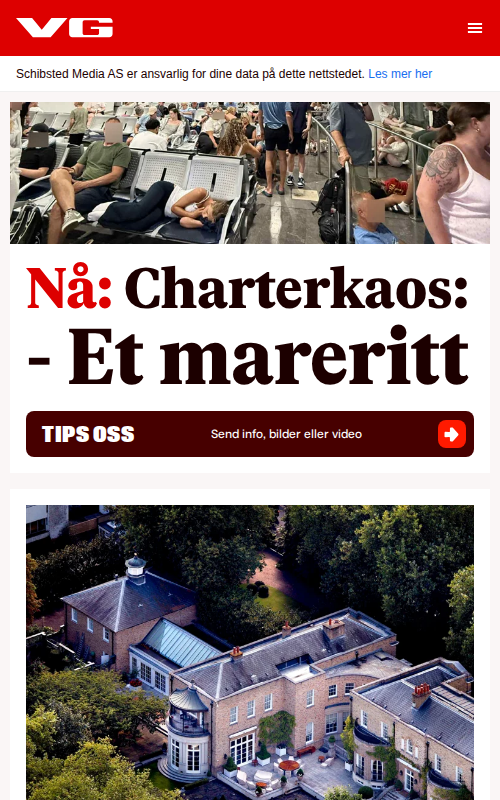 VG
Schibsted Media AS er ansvarlig for dine data på dette nettstedet. Les mer her
Nå: Charterkaos:
- Et mareritt
TIPS OSS
Send info, bilder eller video